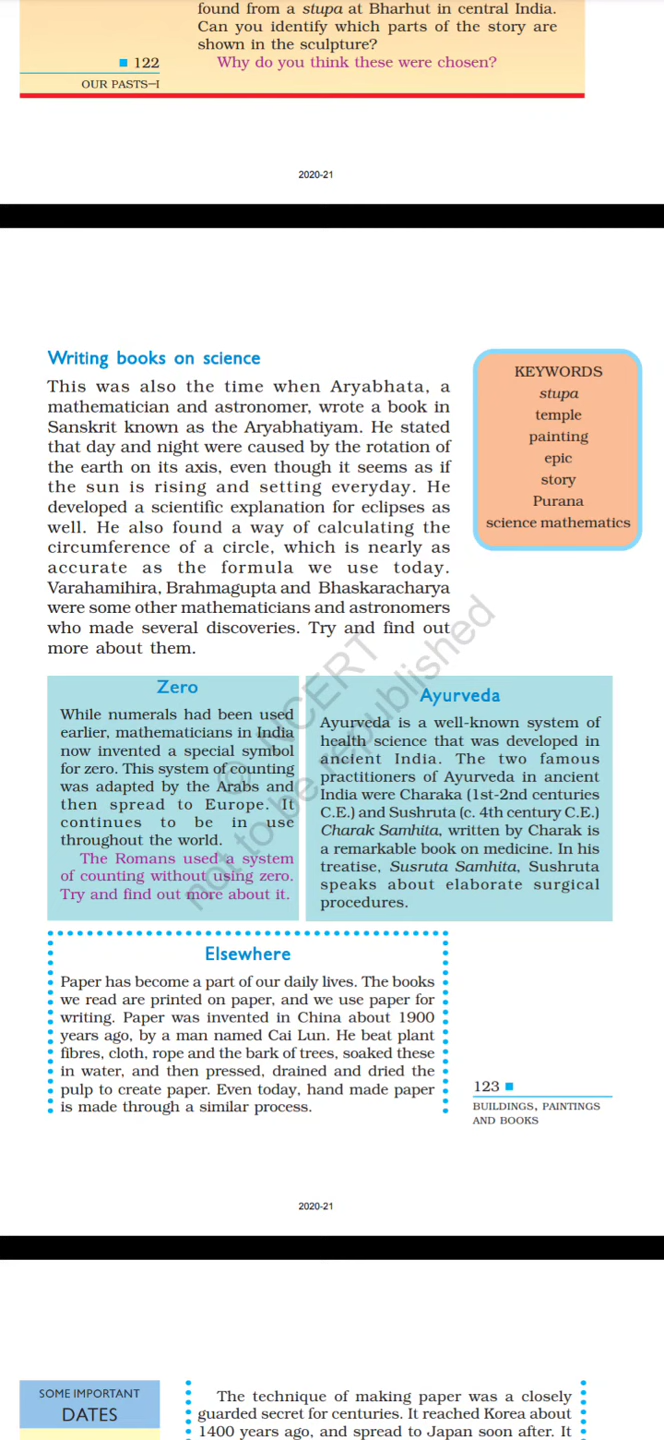 found from a stupa at Bharhut in central India.
Can you identify which parts of the story are
shown in the sculpture?
Why do you think these were chosen?
122
OUR PASTS–I
2020-21
Writing books on science
This was also the time when Aryabhata, a
mathematician and astronomer, wrote a book in
Sanskrit known as the Aryabhatiyam. He stated
that day and night were caused by the rotation of
the earth on its axis, even though it seems as if
the sun is rising and setting everyday. He
developed a scientific explanation for eclipses as
well. He also found a way of calculating the
circumference of a circle, which is nearly as
accurate as the formula we use today.
Varahamihira, Brahmagupta and Bhaskaracharya
were some other mathematicians and astronomers
who made several discoveries. Try and find out
more about them.
KEYWORDS
stupa
temple
painting
epic
story
Purana
science mathematics
Zero
While numerals had been used
earlier, mathematicians in India
now invented a special symbol
for zero. This system of counting
was adapted by the Arabs and
then spread to Europe. It
continues to be in use
throughout the world.
The Romans used a system
of counting without using zero.
Try and find out more about it.
Ayurveda
Ayurveda is a well-known system of
health science that was developed in
ancient India. The two famous
practitioners of Ayurveda in ancient
India were Charaka (1st-2nd centuries
C.E.) and Sushruta (c. 4th century C.E.)
Charak Samhita, written by Charak is
a remarkable book on medicine. In his
treatise, Susruta Samhita, Sushruta
speaks about elaborate surgical
procedures.
© NCERT
not to be republished
Elsewhere
Paper has become a part of our daily lives. The books
we read are printed on paper, and we use paper for
writing. Paper was invented in China about 1900
years ago, by a man named Cai Lun. He beat plant
fibres, cloth, rope and the bark of trees, soaked these
in water, and then pressed, drained and dried the
pulp to create paper. Even today, hand made paper
is made through a similar process.
123
BUILDINGS, PAINTINGS
AND BOOKS
2020-21
SOME IMPORTANT
DATES
The technique of making paper was a closely
guarded secret for centuries. It reached Korea about
1400 years ago, and spread to Japan soon after. It